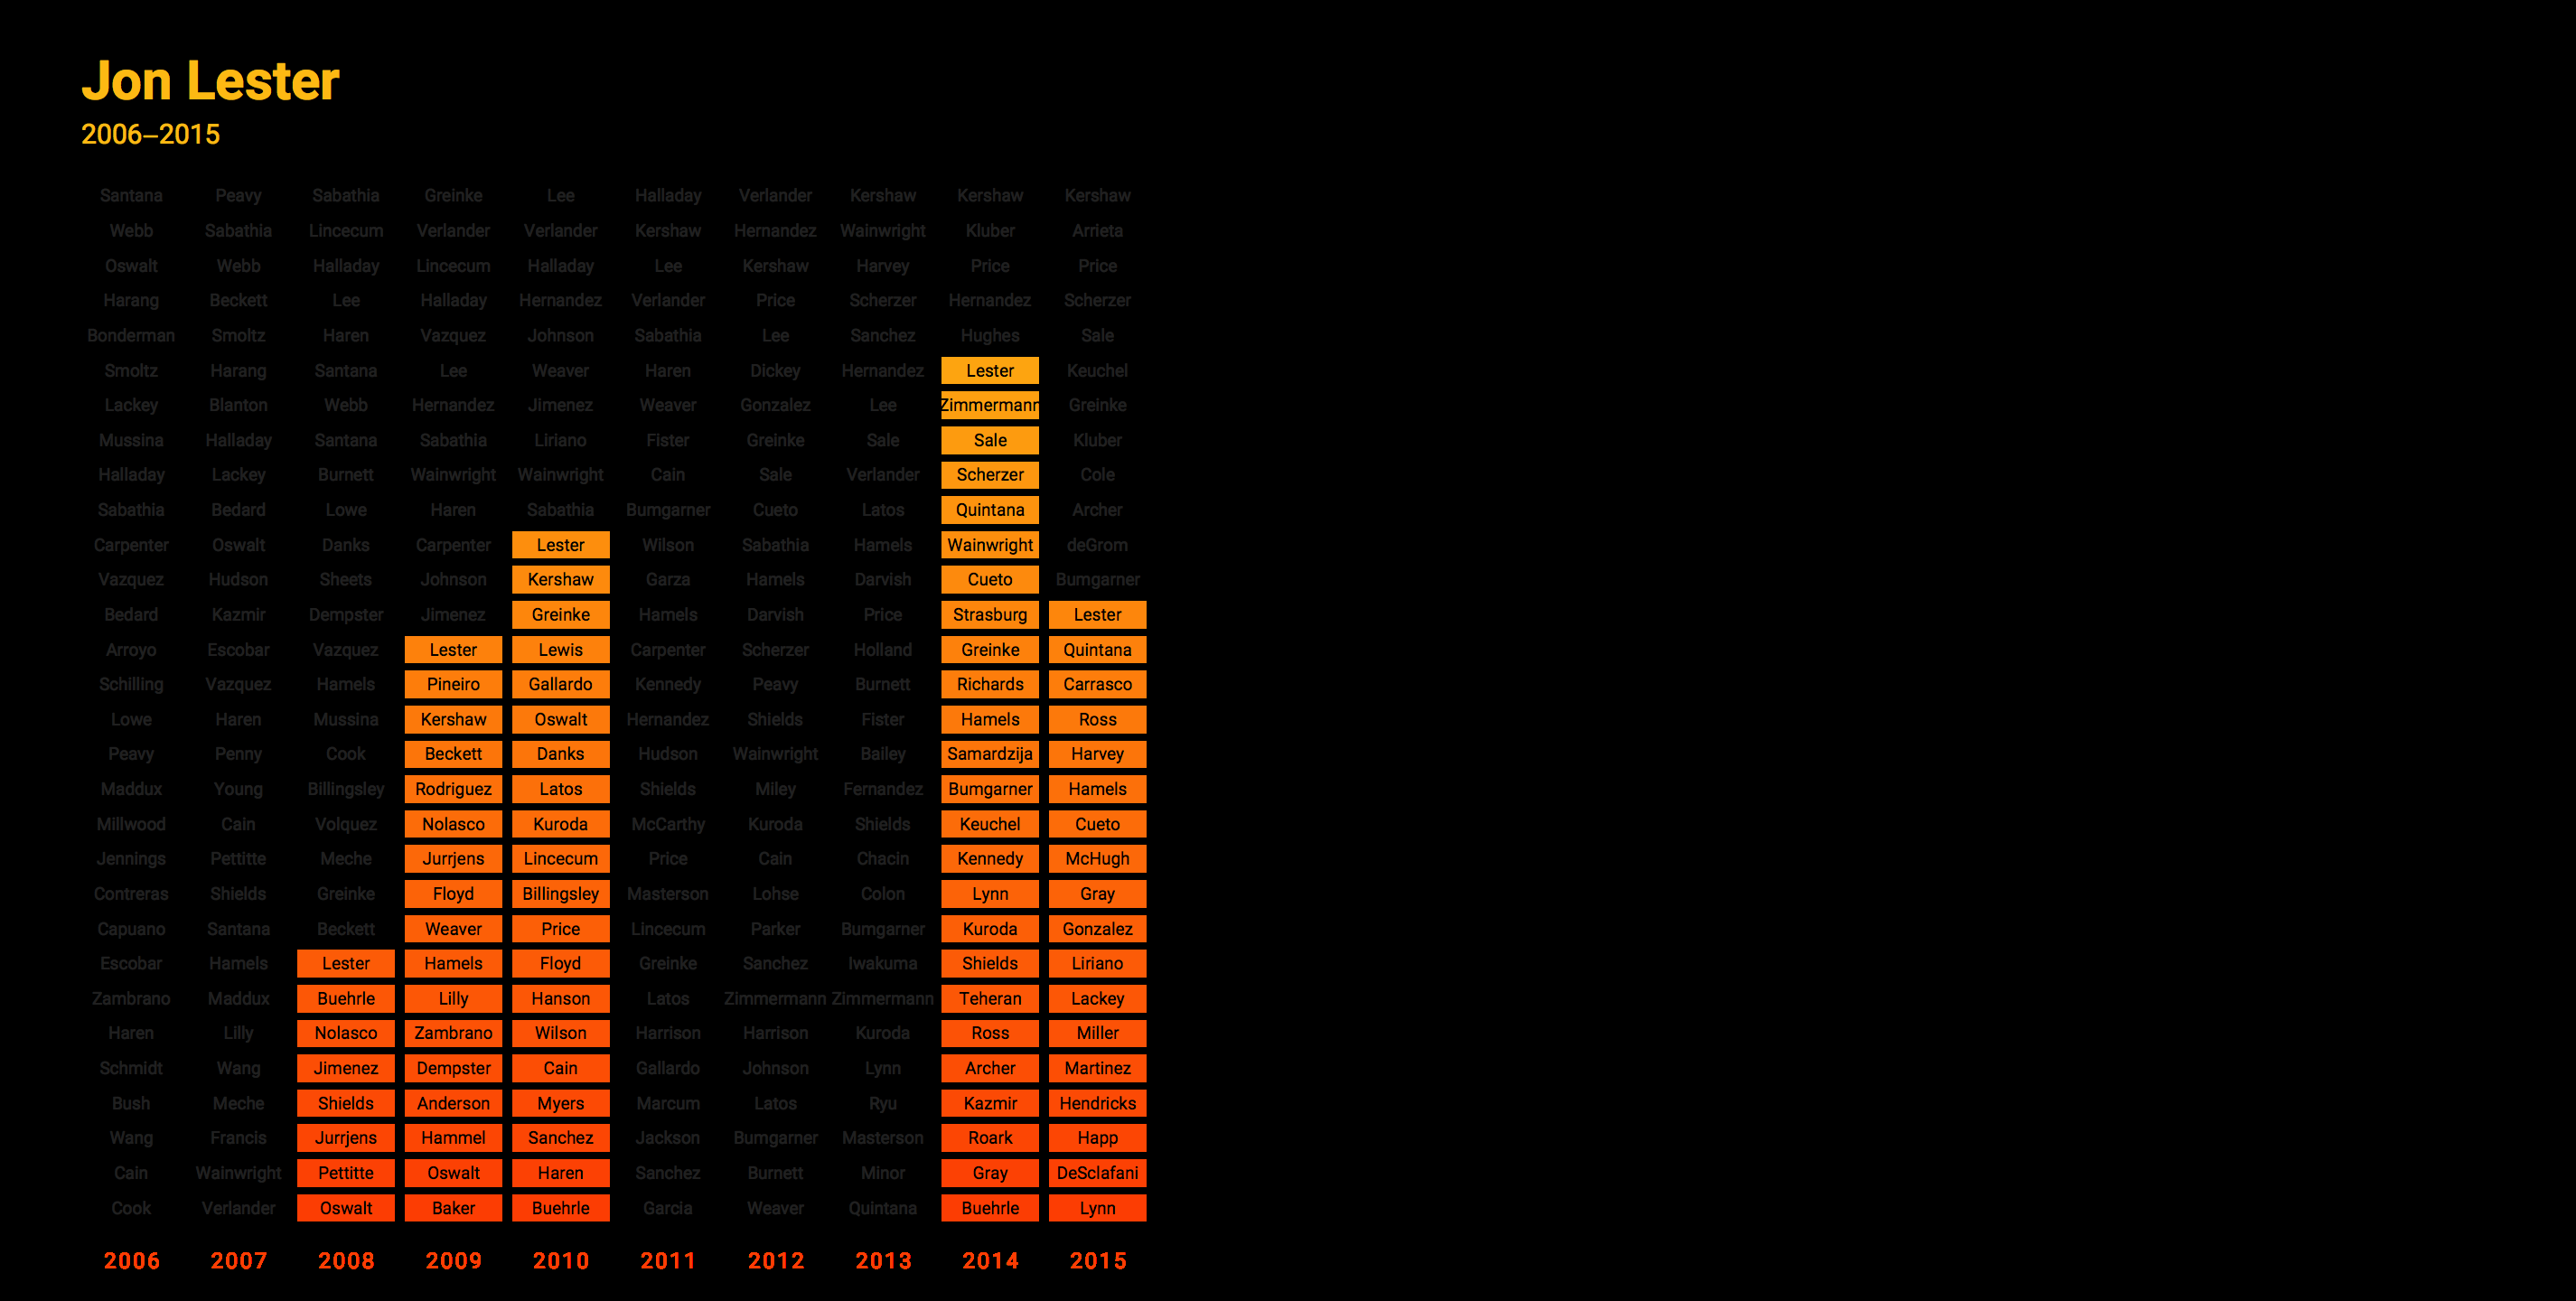 Jon Lester
2006–2015
Santana Peavy Sabathia Greinke Lee Halladay Verlander Kershaw Kershaw Kershaw
Webb Sabathia Lincecum Verlander Verlander Kershaw Hernandez Wainwright Kluber Arrieta
Oswalt Webb Halladay Lincecum Halladay Lee Kershaw Harvey Price Price
Harang Beckett Lee Halladay Hernandez Verlander Price Scherzer Hernandez Scherzer
Bonderman Smoltz Haren Vazquez Johnson Sabathia Lee Sanchez Hughes Sale
Smoltz Harang Santana Lee Weaver Haren Dickey Hernandez Lester Keuchel
Lackey Blanton Webb Hernandez Jimenez Weaver Gonzalez Lee Zimmermann Greinke
Mussina Halladay Santana Sabathia Liriano Fister Greinke Sale Sale Kluber
Halladay Lackey Burnett Wainwright Wainwright Cain Sale Verlander Scherzer Cole
Sabathia Bedard Lowe Haren Sabathia Bumgarner Cueto Latos Quintana Archer
Carpenter Oswalt Danks Carpenter Lester Wilson Sabathia Hamels Wainwright deGrom
Vazquez Hudson Sheets Johnson Kershaw Garza Hamels Darvish Cueto Bumgarner
Bedard Kazmir Dempster Jimenez Greinke Hamels Darvish Price Strasburg Lester
Arroyo Escobar Vazquez Lester Lewis Carpenter Scherzer Holland Greinke Quintana
Schilling Vazquez Hamels Pineiro Gallardo Kennedy Peavy Burnett Richards Carrasco
Lowe Haren Mussina Kershaw Oswalt Hernandez Shields Fister Hamels Ross
Peavy Penny Cook Beckett Danks Hudson Wainwright Bailey Samardzija Harvey
Maddux Young Billingsley Rodriguez Latos Shields Miley Fernandez Bumgarner Hamels
Millwood Cain Volquez Nolasco Kuroda McCarthy Kuroda Shields Keuchel Cueto
Jennings Pettitte Meche Jurrjens Lincecum Price Cain Chacin Kennedy McHugh
Contreras Shields Greinke Floyd Billingsley Masterson Lohse Colon Lynn Gray
Capuano Santana Beckett Weaver Price Lincecum Parker Bumgarner Kuroda Gonzalez
Escobar Hamels Lester Hamels Floyd Greinke Sanchez Iwakuma Shields Liriano
Zambrano Maddux Buehrle Lilly Hanson Latos Zimmermann Zimmermann Teheran Lackey
Haren Lilly Nolasco Zambrano Wilson Harrison Harrison Kuroda Ross Miller
Schmidt Wang Jimenez Dempster Cain Gallardo Johnson Lynn Archer Martinez
Bush Meche Shields Anderson Myers Marcum Latos Ryu Kazmir Hendricks
Wang Francis Jurrjens Hammel Sanchez Jackson Bumgarner Masterson Roark Happ
Cain Wainwright Pettitte Oswalt Haren Sanchez Burnett Minor Gray DeSclafani
Cook Verlander Oswalt Baker Buehrle Garcia Weaver Quintana Buehrle Lynn
2006 2007 2008 2009 2010 2011 2012 2013 2014 2015